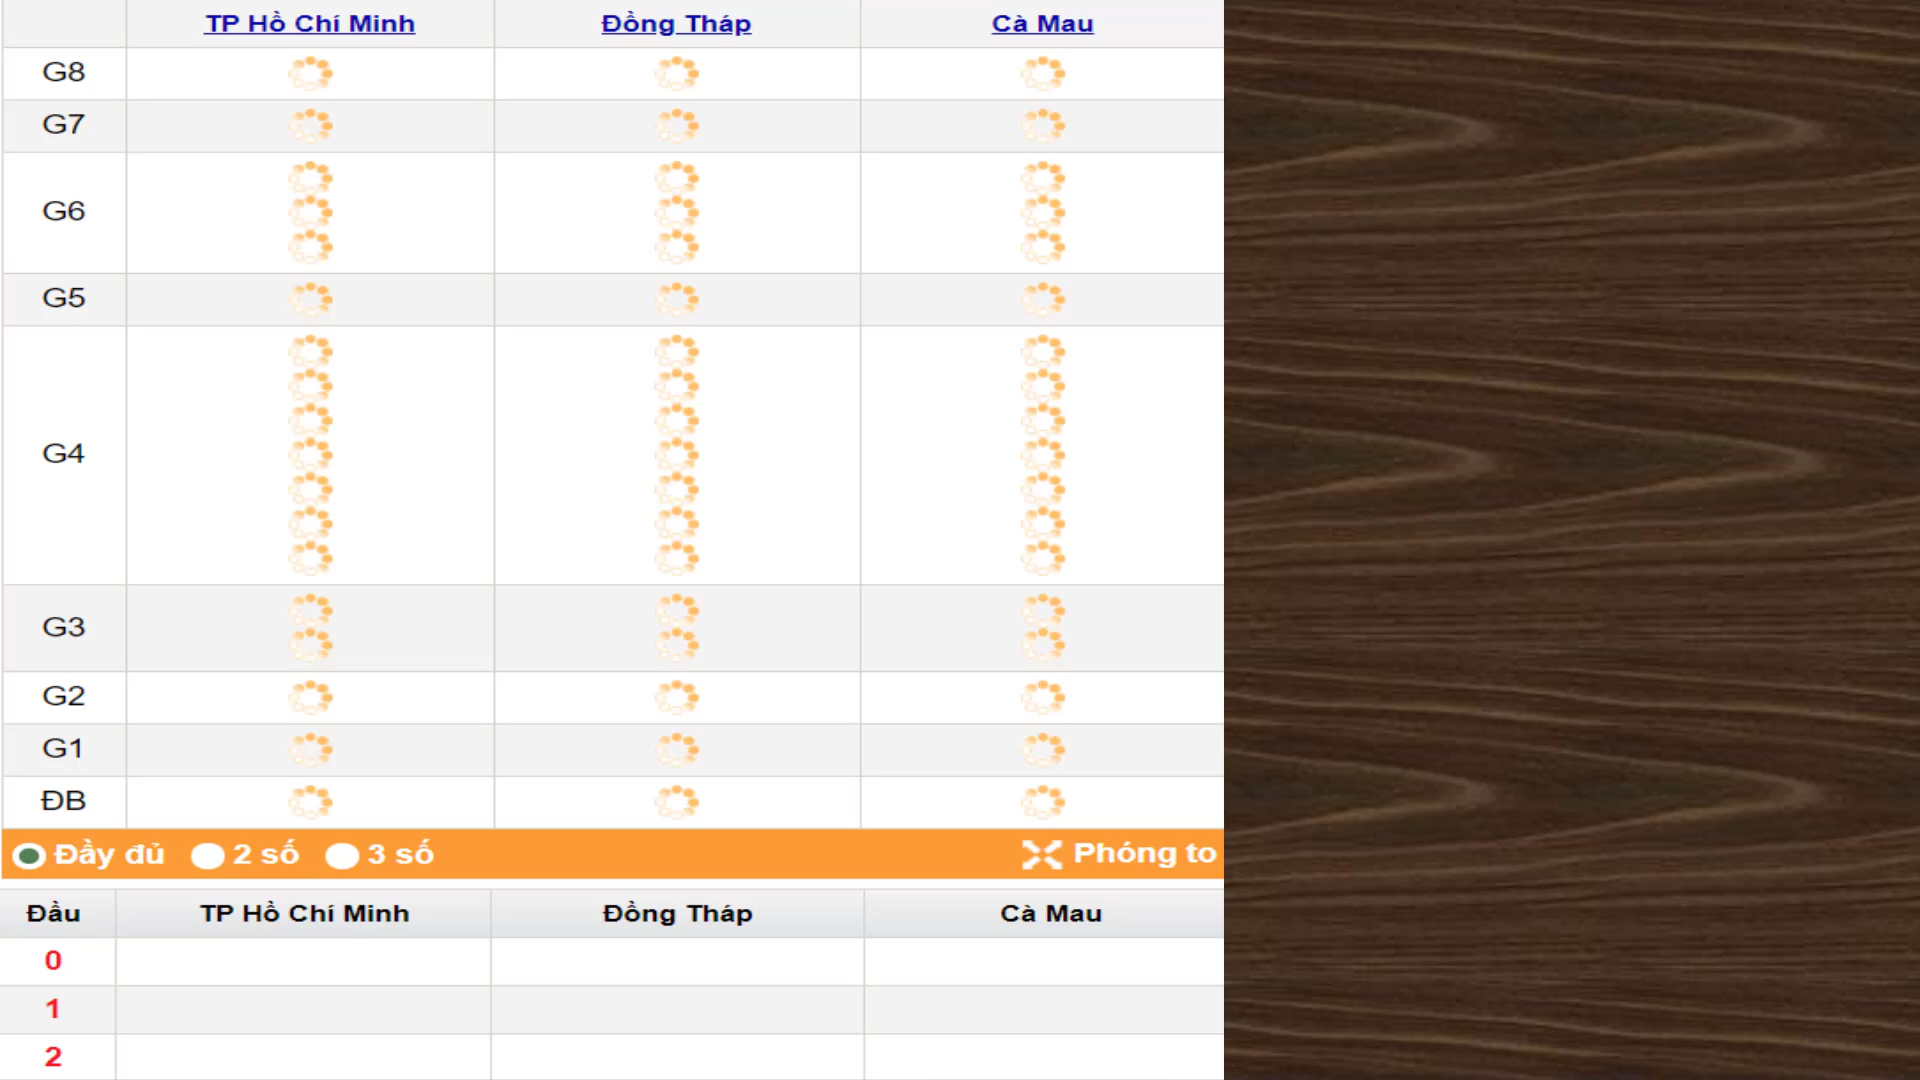 TP Hồ Chí Minh Đồng Tháp Cà Mau
G8
G7
G6
G5
G4
G3
G2
G1
ĐB
Đầy đủ 2 số 3 số Phóng to
Đầu TP Hồ Chí Minh Đồng Tháp Cà Mau
0
1
2